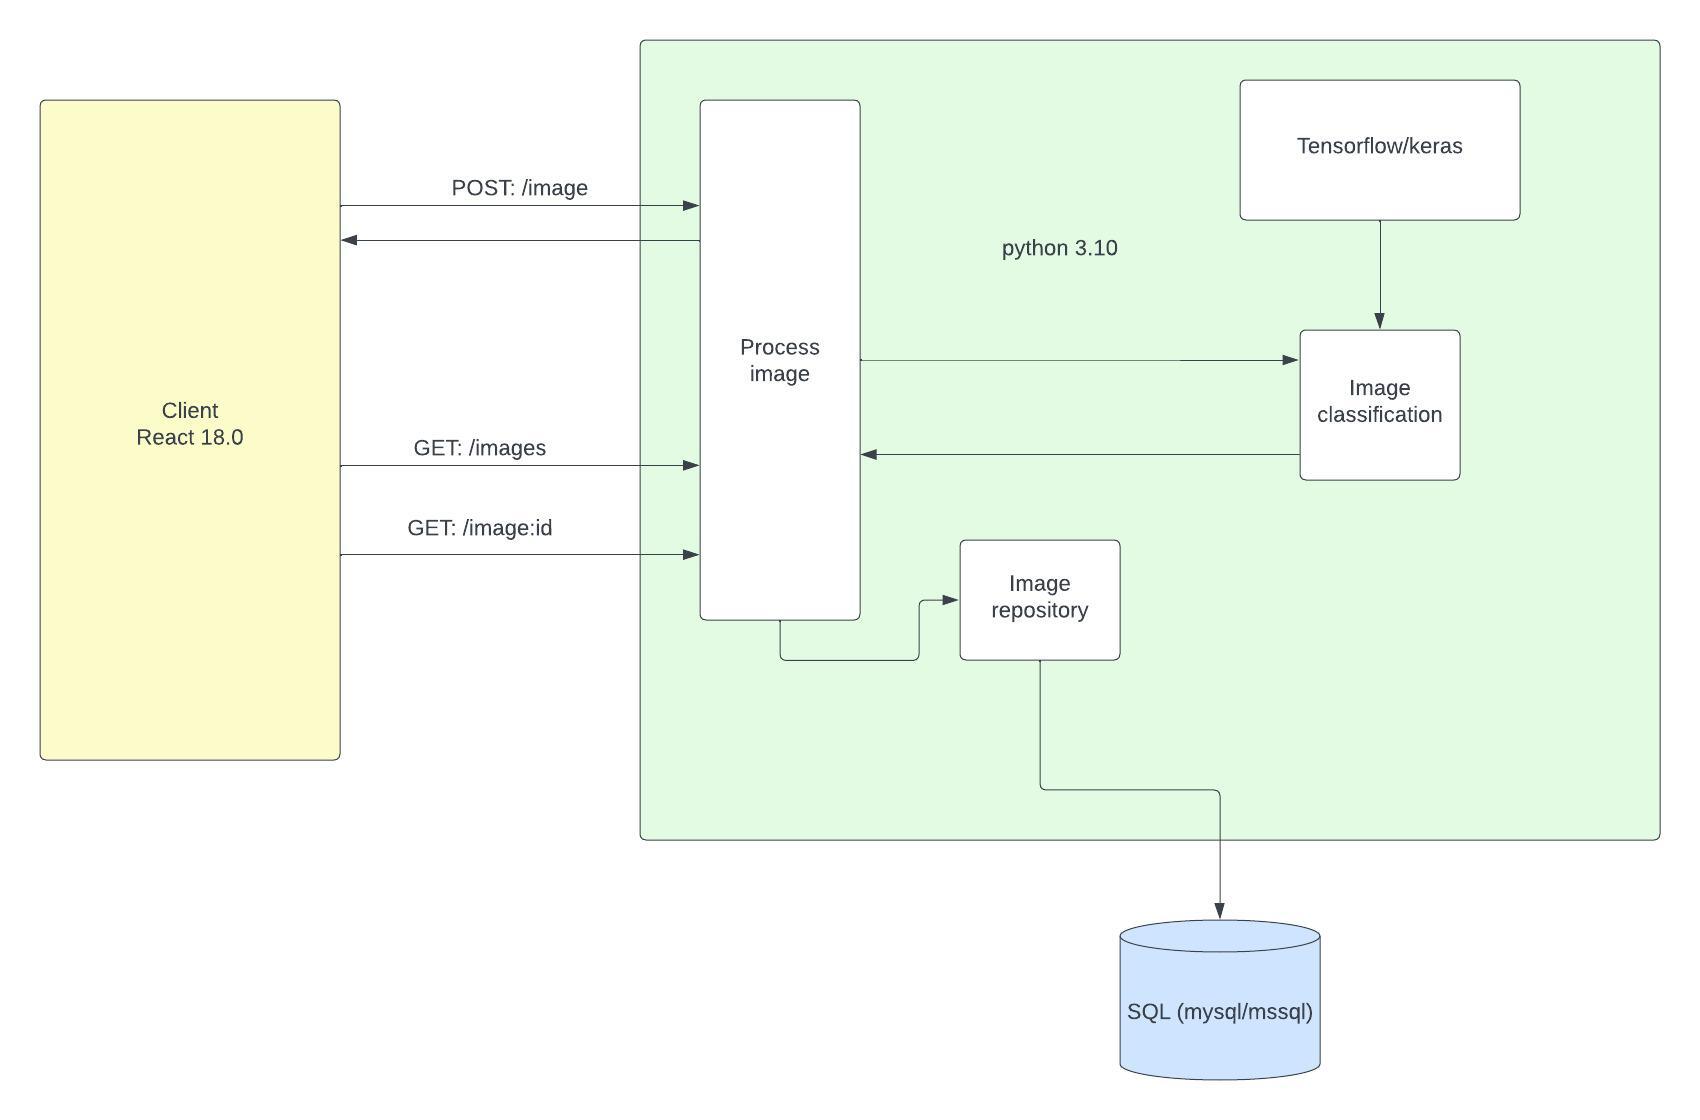 Tensorflow/keras
POST: /image
python 3.10
Process
image
Image
classification
Client
React 18.0
GET: /images
GET: /image:id
Image
repository
SQL (mysql/mssql)